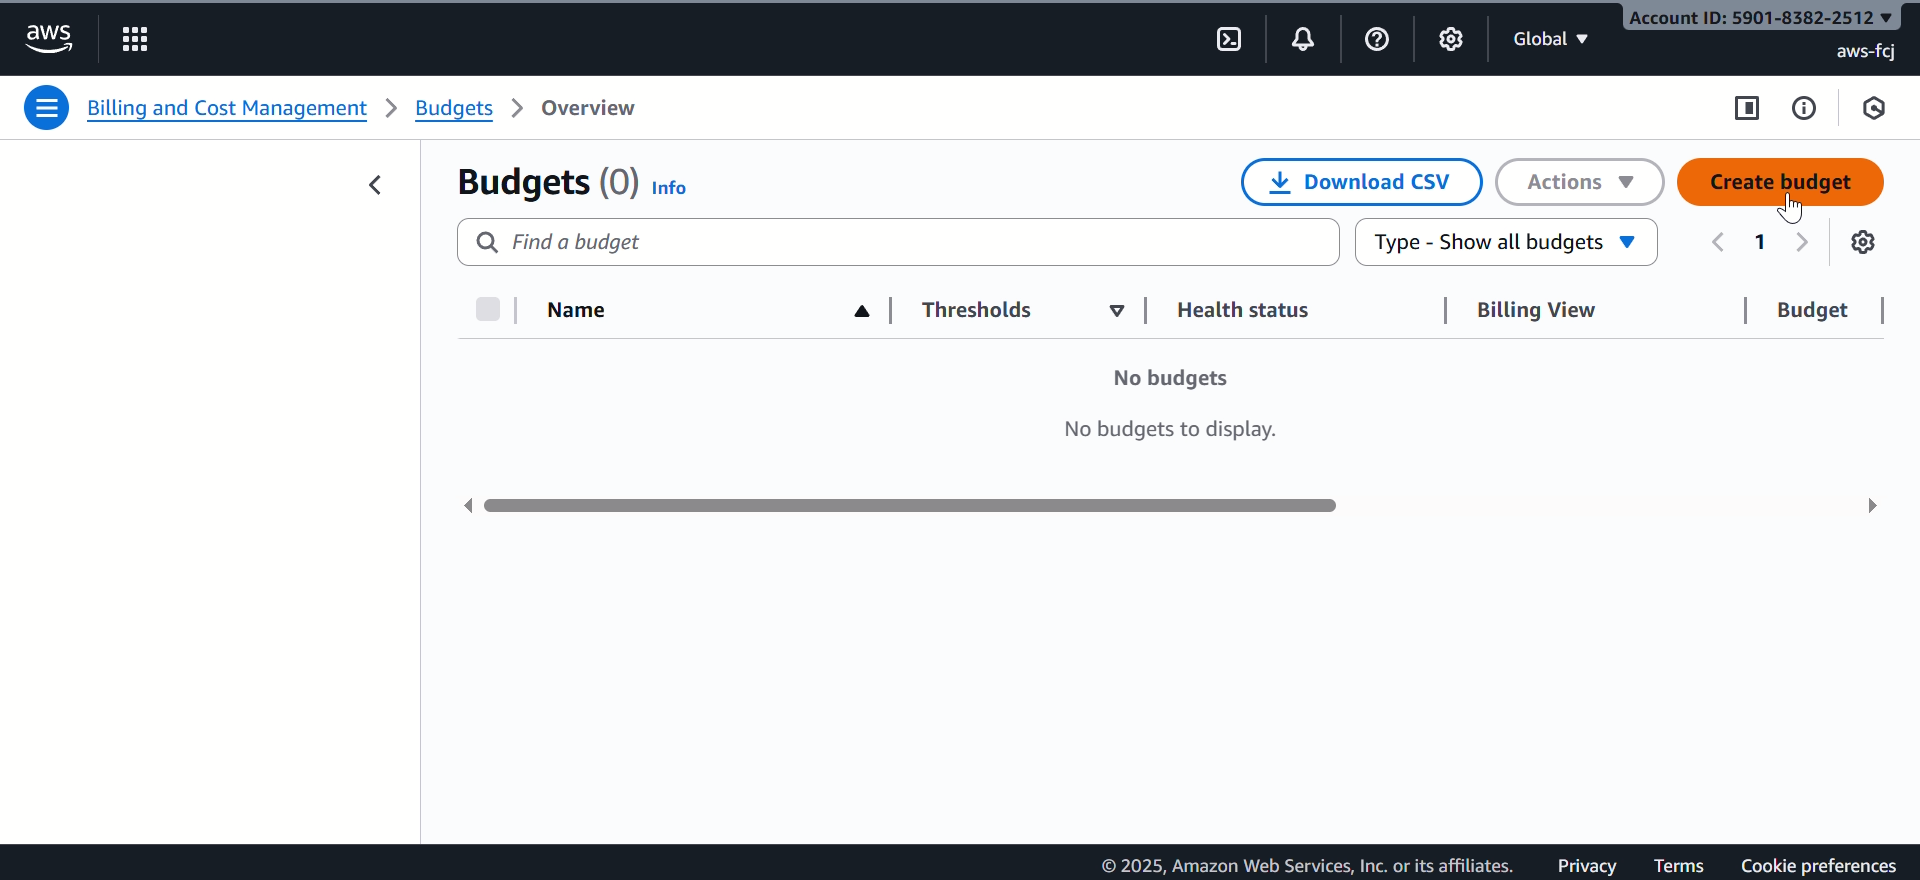 aws
Global
Account ID: 5901-8382-2512
aws-fcj
Billing and Cost Management
Budgets
Overview
Budgets (0) Info
Download CSV
Actions
Create budget
Find a budget
Type - Show all budgets
1
Name
Thresholds
Health status
Billing View
Budget
No budgets
No budgets to display.
© 2025, Amazon Web Services, Inc. or its affiliates.
Privacy
Terms
Cookie preferences